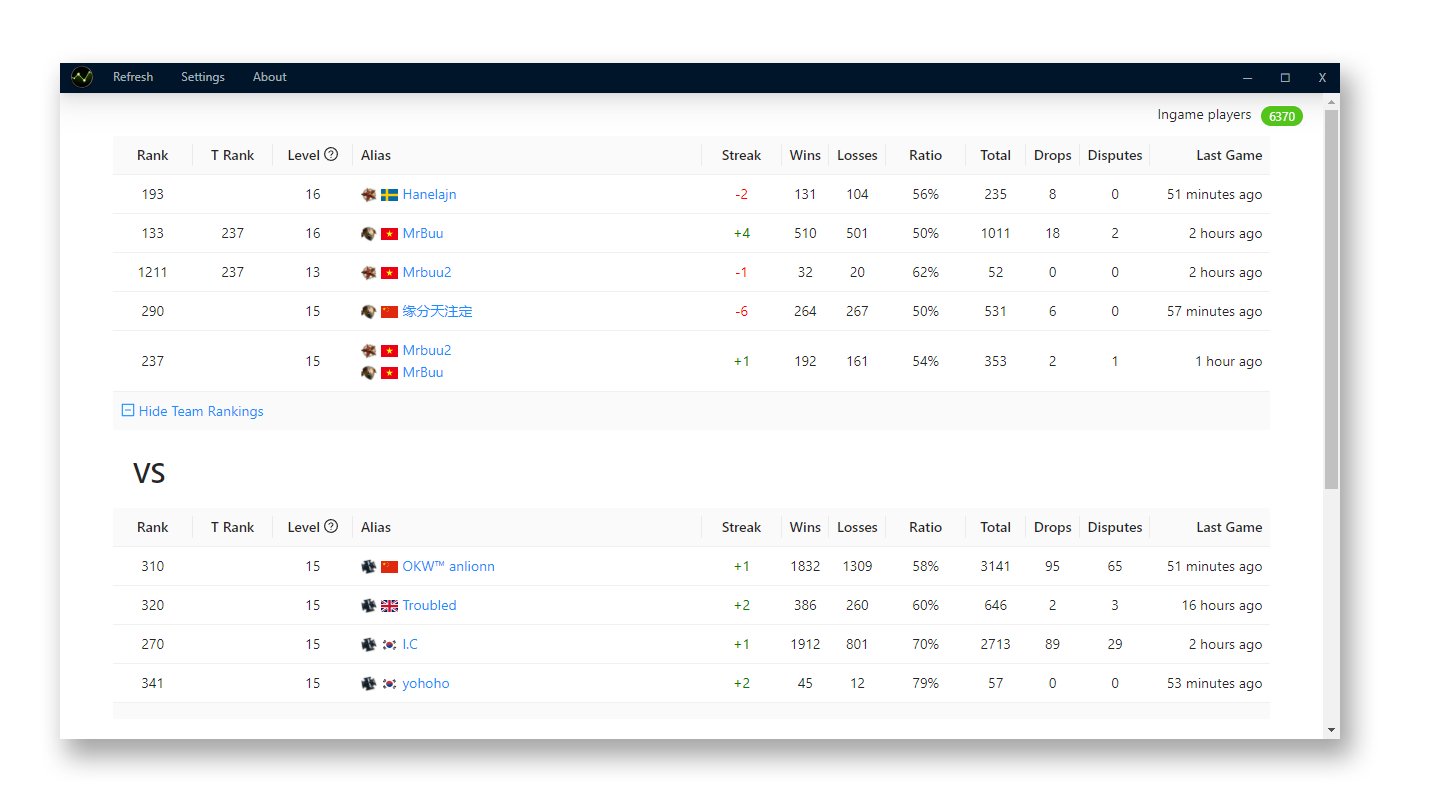 Refresh Settings About X
Ingame players 6370
Rank T Rank Level ? Alias Streak Wins Losses Ratio Total Drops Disputes Last Game
193 16 Hanelajn -2 131 104 56% 235 8 0 51 minutes ago
133 237 16 MrBuu +4 510 501 50% 1011 18 2 2 hours ago
1211 237 13 Mrbuu2 -1 32 20 62% 52 0 0 2 hours ago
290 15 缘分天注定 -6 264 267 50% 531 6 0 57 minutes ago
237 15 Mrbuu2 +1 192 161 54% 353 2 1 1 hour ago
MrBuu
Hide Team Rankings
VS
Rank T Rank Level ? Alias Streak Wins Losses Ratio Total Drops Disputes Last Game
310 15 OKW™ anlionn +1 1832 1309 58% 3141 95 65 51 minutes ago
320 15 Troubled +2 386 260 60% 646 2 3 16 hours ago
270 15 I.C +1 1912 801 70% 2713 89 29 2 hours ago
341 15 yohoho +2 45 12 79% 57 0 0 53 minutes ago